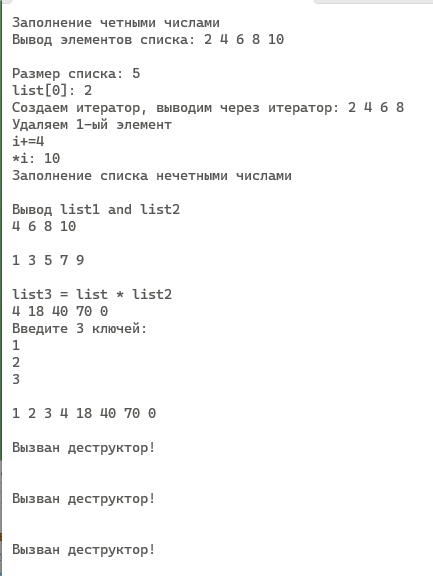 Заполнение четными числами
Вывод элементов списка: 2 4 6 8 10
Размер списка: 5
list[0]: 2
Создаем итератор, выводим через итератор: 2 4 6 8
Удаляем 1-ый элемент
i+=4
*i: 10
Заполнение списка нечетными числами
Вывод list1 and list2
4 6 8 10
1 3 5 7 9
list3 = list * list2
4 18 40 70 0
Введите 3 ключей:
1
2
3
1 2 3 4 18 40 70 0
Вызван деструктор!
Вызван деструктор!
Вызван деструктор!